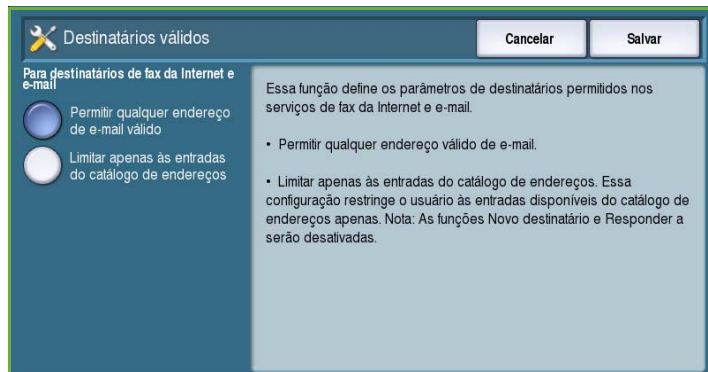 Destinatários válidos
Cancelar
Salvar
Para destinatários de fax da Internet e
e-mail
Permitir qualquer endereço
de e-mail válido
Limitar apenas às entradas
do catálogo de endereços
Essa função define os parâmetros de destinatários permitidos nos
serviços de fax da Internet e e-mail.
• Permitir qualquer endereço válido de e-mail.
• Limitar apenas às entradas do catálogo de endereços. Essa
configuração restringe o usuário às entradas disponíveis do catálogo de
endereços apenas. Nota: As funções Novo destinatário e Responder a
serão desativadas.